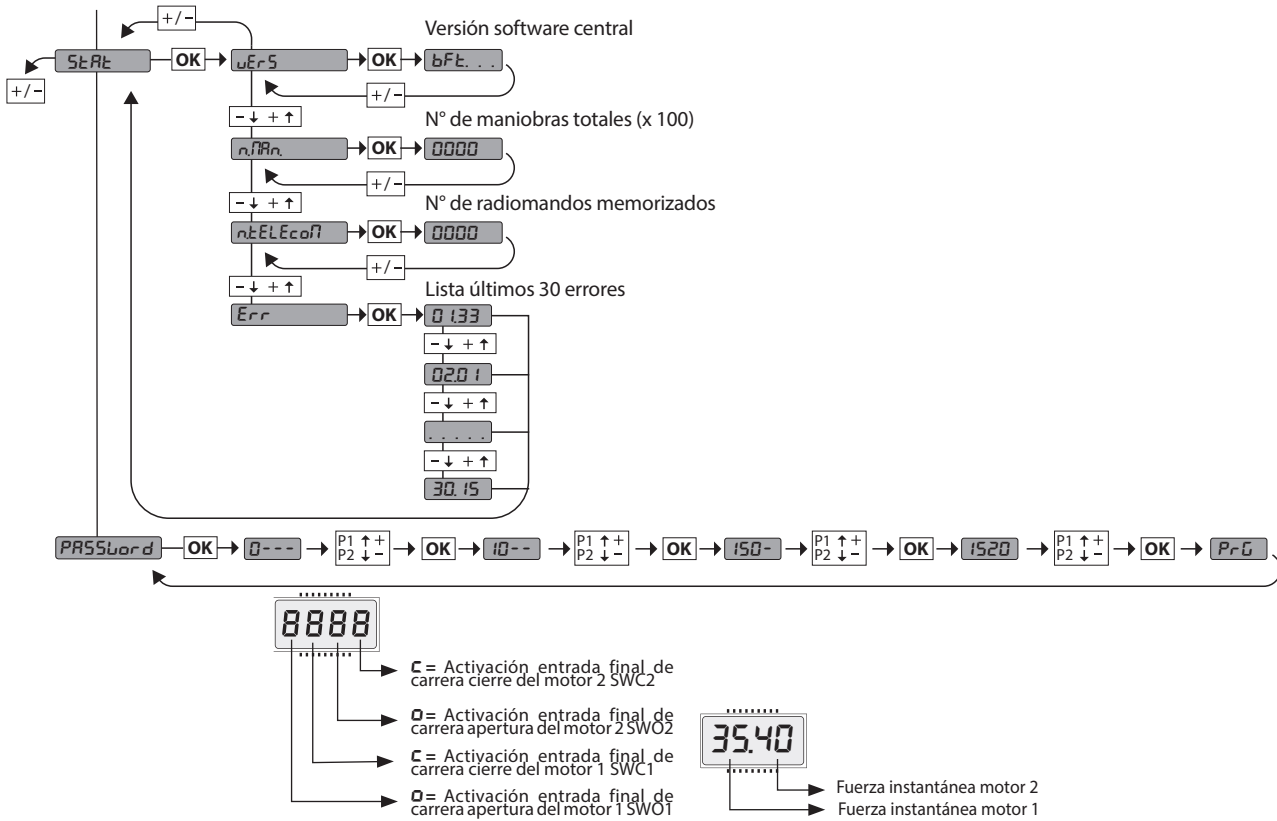 +/-
Versión software central
StAt OK vErS OK bFt. . .
+/-
+/-
- ↓ + ↑
N° de maniobras totales (x 100)
n.MAn. OK 0000
+/-
- ↓ + ↑
N° de radiomandos memorizados
n.tELEcoM OK 0000
+/-
- ↓ + ↑
Lista últimos 30 errores
Err OK 01.33
- ↓ + ↑
02.01
- ↓ + ↑
. . . . .
- ↓ + ↑
30.15
PASSword OK 0--- P1 ↑ + OK 10-- P1 ↑ + OK 150- P1 ↑ + OK 1520 P1 ↑ + OK PrG
P2 ↓ - P2 ↓ - P2 ↓ - P2 ↓ -
8888
C = Activación entrada final de
carrera cierre del motor 2 SWC2
O = Activación entrada final de
carrera apertura del motor 2 SWO2
C = Activación entrada final de
carrera cierre del motor 1 SWC1
O = Activación entrada final de
carrera apertura del motor 1 SWO1
35.40
Fuerza instantánea motor 2
Fuerza instantánea motor 1